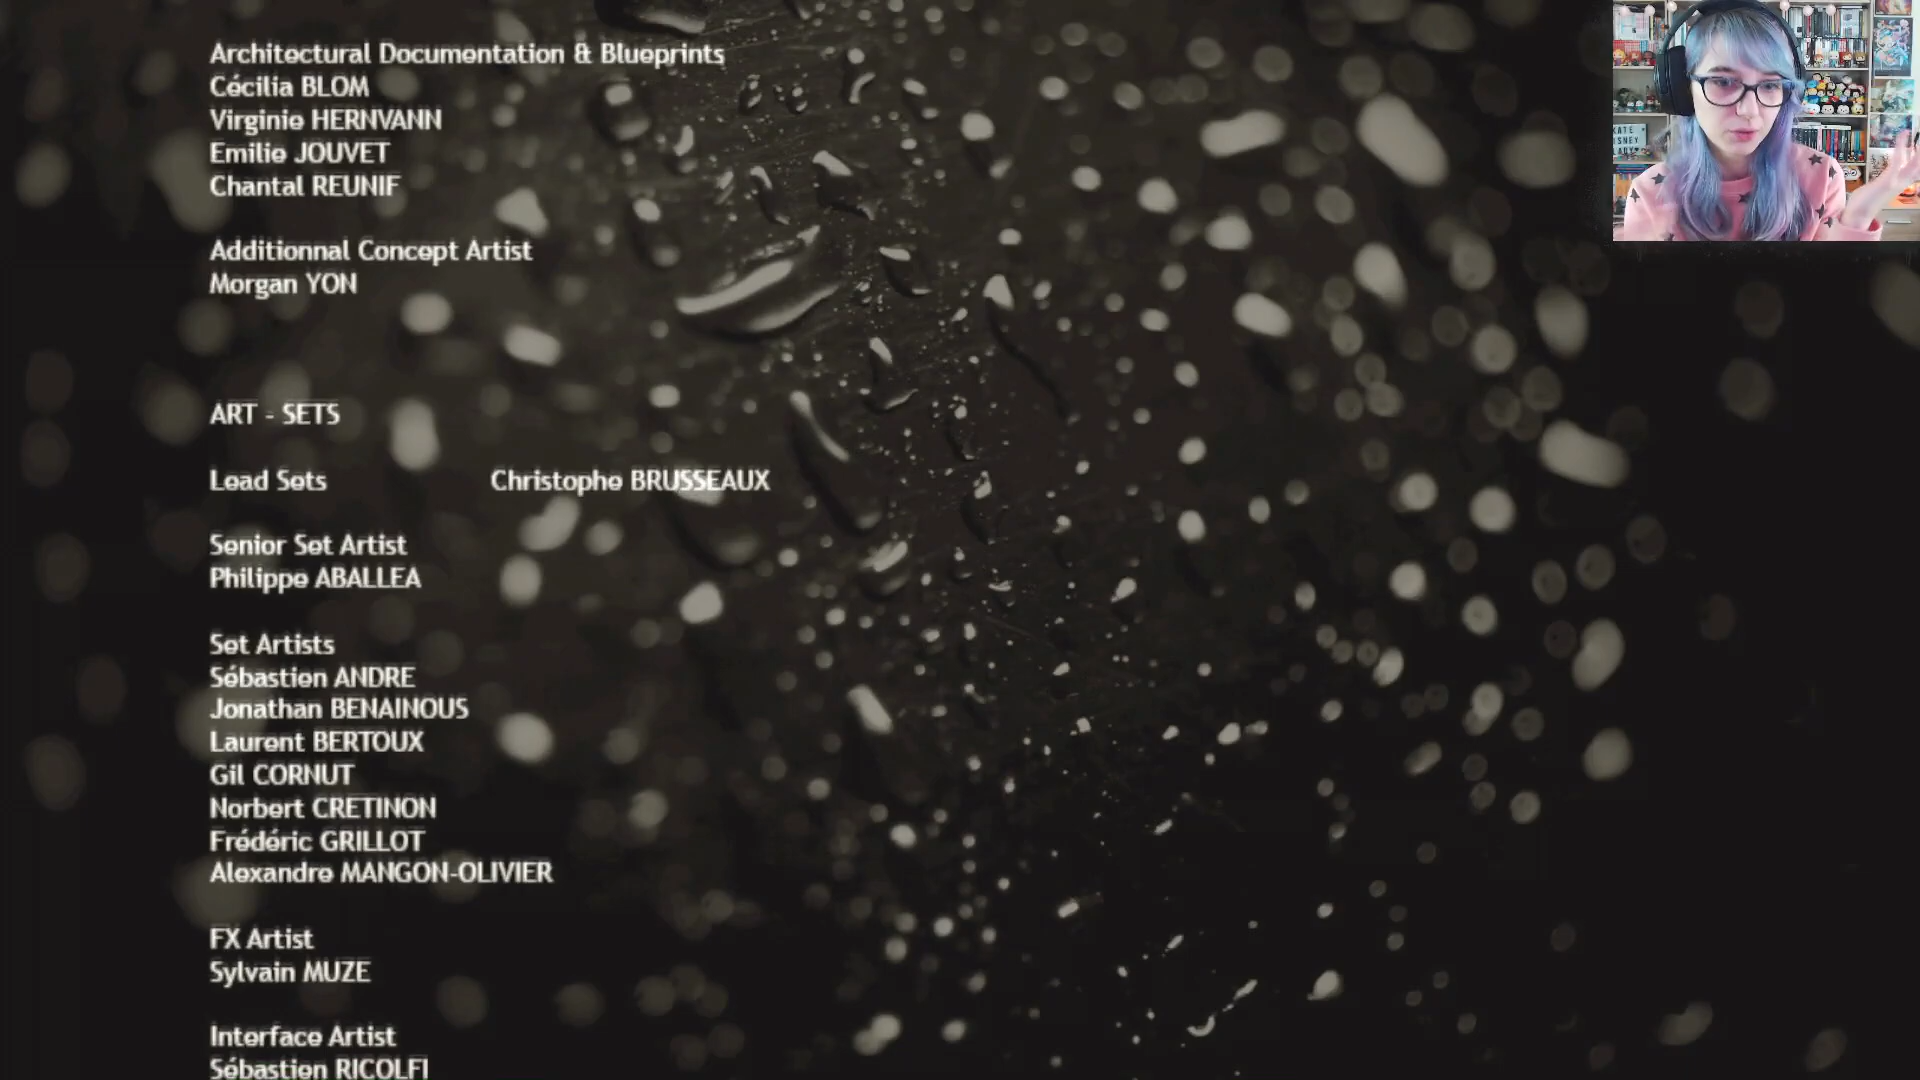 Architectural Documentation & Blueprints
Cécilia BLOM
Virginie HERNVANN
Emilie JOUVET
Chantal REUNIF
Additionnal Concept Artist
Morgan YON
ART - SETS
Lead Sets Christophe BRUSSEAUX
Senior Set Artist
Philippe ABALLEA
Set Artists
Sébastien ANDRE
Jonathan BENAINOUS
Laurent BERTOUX
Gil CORNUT
Norbert CRETINON
Frédéric GRILLOT
Alexandre MANGON-OLIVIER
FX Artist
Sylvain MUZE
Interface Artist
Sébastien RICOLFI